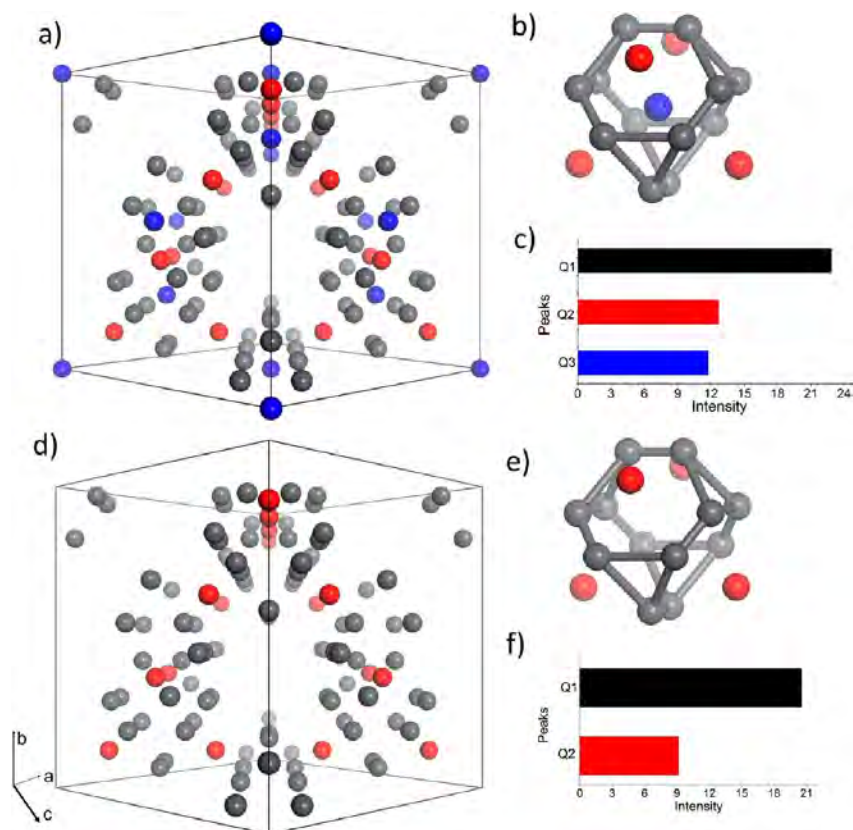 a)
b)
c)
Q1
Q2
Q3
Peaks
0 3 6 9 12 15 18 21 24
Intensity
d)
e)
f)
Q1
Q2
Peaks
0 3 6 9 12 15 18 21
Intensity
b
a
c